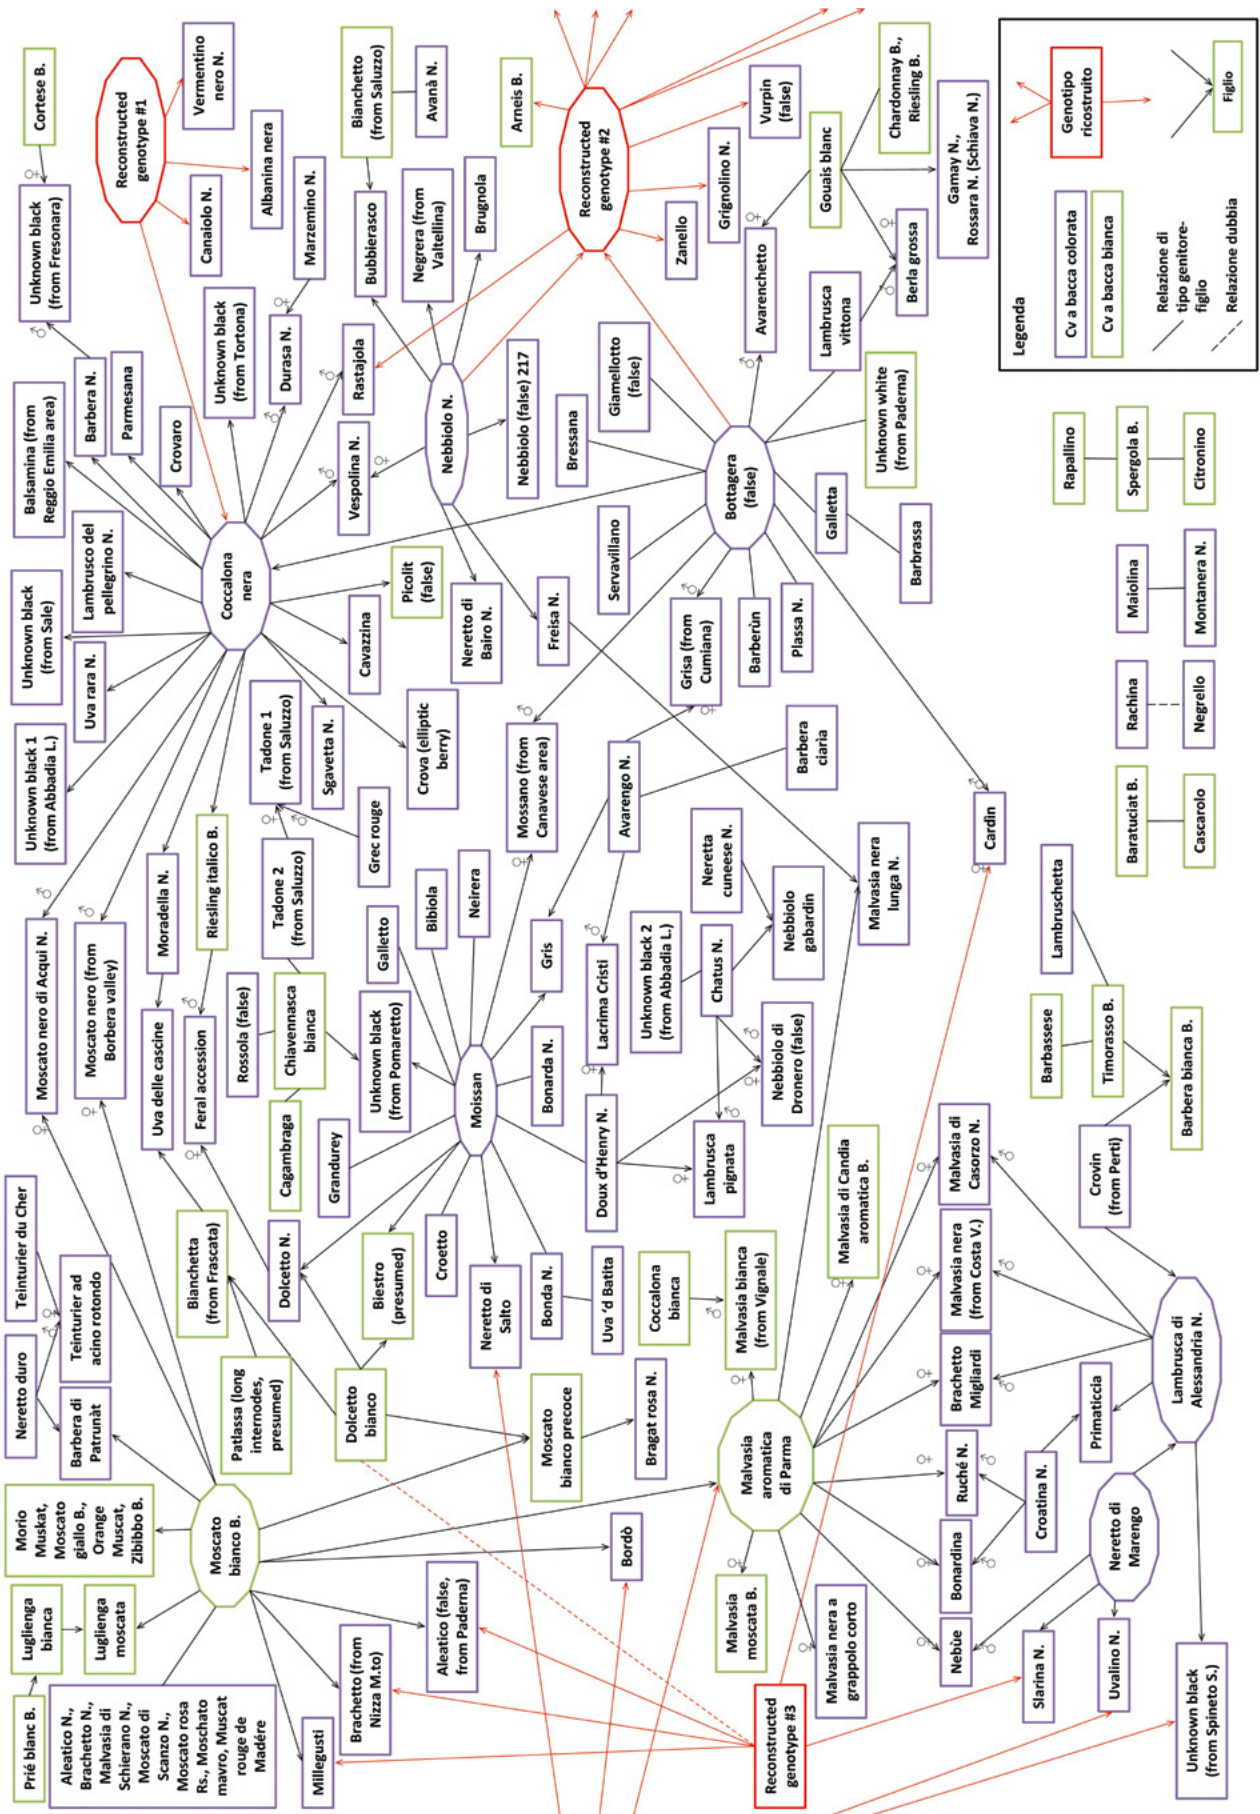 Prié blanc B.
Luglienga
bianca
Luglienga
moscata
Morio
Muskat,
Moscato
giallo B.,
Orange
Muscat,
Zibibbo B.
Neretto duro
Teinturier du Cher
Barbera di
Patrunàt
Teinturier ad
acino rotondo
Moscato nero di Acqui N.
Moscato nero (from
Borbera valley)
Unknown black 1
(from Abbadia L.)
Uva rara N.
Unknown black
(from Sale)
Lambrusco del
pellegrino N.
Balsamina (from
Reggio Emilia area)
Barbera N.
Parmesana
Crovaro
Unknown black
(from Fresonara)
Cortese B.
Reconstructed
genotype #1
Vermentino
nero N.
Canaiolo N.
Albanina nera
Aleatico N.,
Brachetto N.,
Malvasia di
Schierano N.,
Moscato di
Scanzo N.,
Moscato rosa
Rs., Moschato
mavro, Muscat
rouge de
Madére
Moscato
bianco B.
Patlassa (long
internodes,
presumed)
Bianchetta
(from Frascata)
Uva delle cascine
Moradella N.
Feral accession
Riesling italico B.
Coccalona
nera
Unknown black
(from Tortona)
Durasa N.
Marzemino N.
Rastajola
Vespolina N.
Millegusti
Brachetto (from
Nizza M.to)
Aleatico (false,
from Paderna)
Dolcetto
bianco
Dolcetto N.
Biestro
(presumed)
Rossola (false)
Cagambraga
Chiavennasca
bianca
Tadone 2
(from Saluzzo)
Tadone 1
(from Saluzzo)
Grec rouge
Sgavetta N.
Crova (elliptic
berry)
Cavazzina
Picolit
(false)
Bubbierasco
Bianchetto
(from Saluzzo)
Avanà N.
Negrera (from
Valtellina)
Brugnola
Nebbiolo N.
Nebbiolo (false) 217
Neretto di
Bairo N.
Freisa N.
Grandurey
Unknown black
(from Pomaretto)
Galletto
Bibiola
Neirera
Moissan
Croetto
Neretto di
Salto
Bonda N.
Uva 'd Batita
Bonarda N.
Gris
Mossano (from
Canavese area)
Moscato
bianco precoce
Bragat rosa N.
Bordò
Doux d'Henry N.
Lacrima Cristi
Avarengo N.
Barbera
ciaria
Grisa (from
Cumiana)
Servavillano
Bressana
Giamellotto
(false)
Arneis B.
Reconstructed
genotype #2
Zanello
Grignolino N.
Vurpin
(false)
Bottagera
(false)
Barberùn
Plassa N.
Galletta
Barbrassa
Unknown white
(from Paderna)
Lambrusca
vittona
Avarenchetto
Gouais blanc
Berla grossa
Chardonnay B.,
Riesling B.
Gamay N.,
Rossara N. (Schiava N.)
Unknown black 2
(from Abbadia L.)
Chatus N.
Neretta
cuneese N.
Nebbiolo
gabardin
Nebbiolo di
Dronero (false)
Lambrusca
pignata
Coccalona
bianca
Malvasia bianca
(from Vignale)
Malvasia
aromatica
di Parma
Malvasia
moscata B.
Malvasia nera a
grappolo corto
Malvasia di Candia
aromatica B.
Malvasia nera
lunga N.
Cardin
Reconstructed
genotype #3
Nebùe
Bonardina
Ruché N.
Brachetto
Migliardi
Malvasia nera
(from Costa V.)
Malvasia di
Casorzo N.
Croatina N.
Primaticcia
Slarina N.
Uvalino N.
Neretto di
Marengo
Lambrusca di
Alessandria N.
Unknown black
(from Spineto S.)
Crovin
(from Perti)
Barbassese
Timorasso B.
Lambruschetta
Barbera bianca B.
Baratuciat B.
Cascarolo
Rachina
Negrello
Maiolina
Montanera N.
Rapallino
Spergola B.
Citronino
Legenda
Cv a bacca colorata
Cv a bacca bianca
Relazione di
tipo genitore-
figlio
Relazione dubbia
Genotipo
ricostruito
Figlio